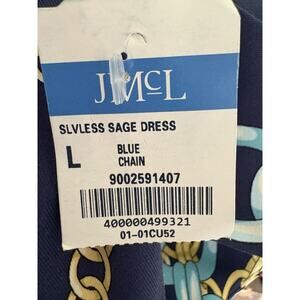 JMCL
SLVLESS SAGE DRESS
L
BLUE
CHAIN
9002591407
400000499321
01-01CU52